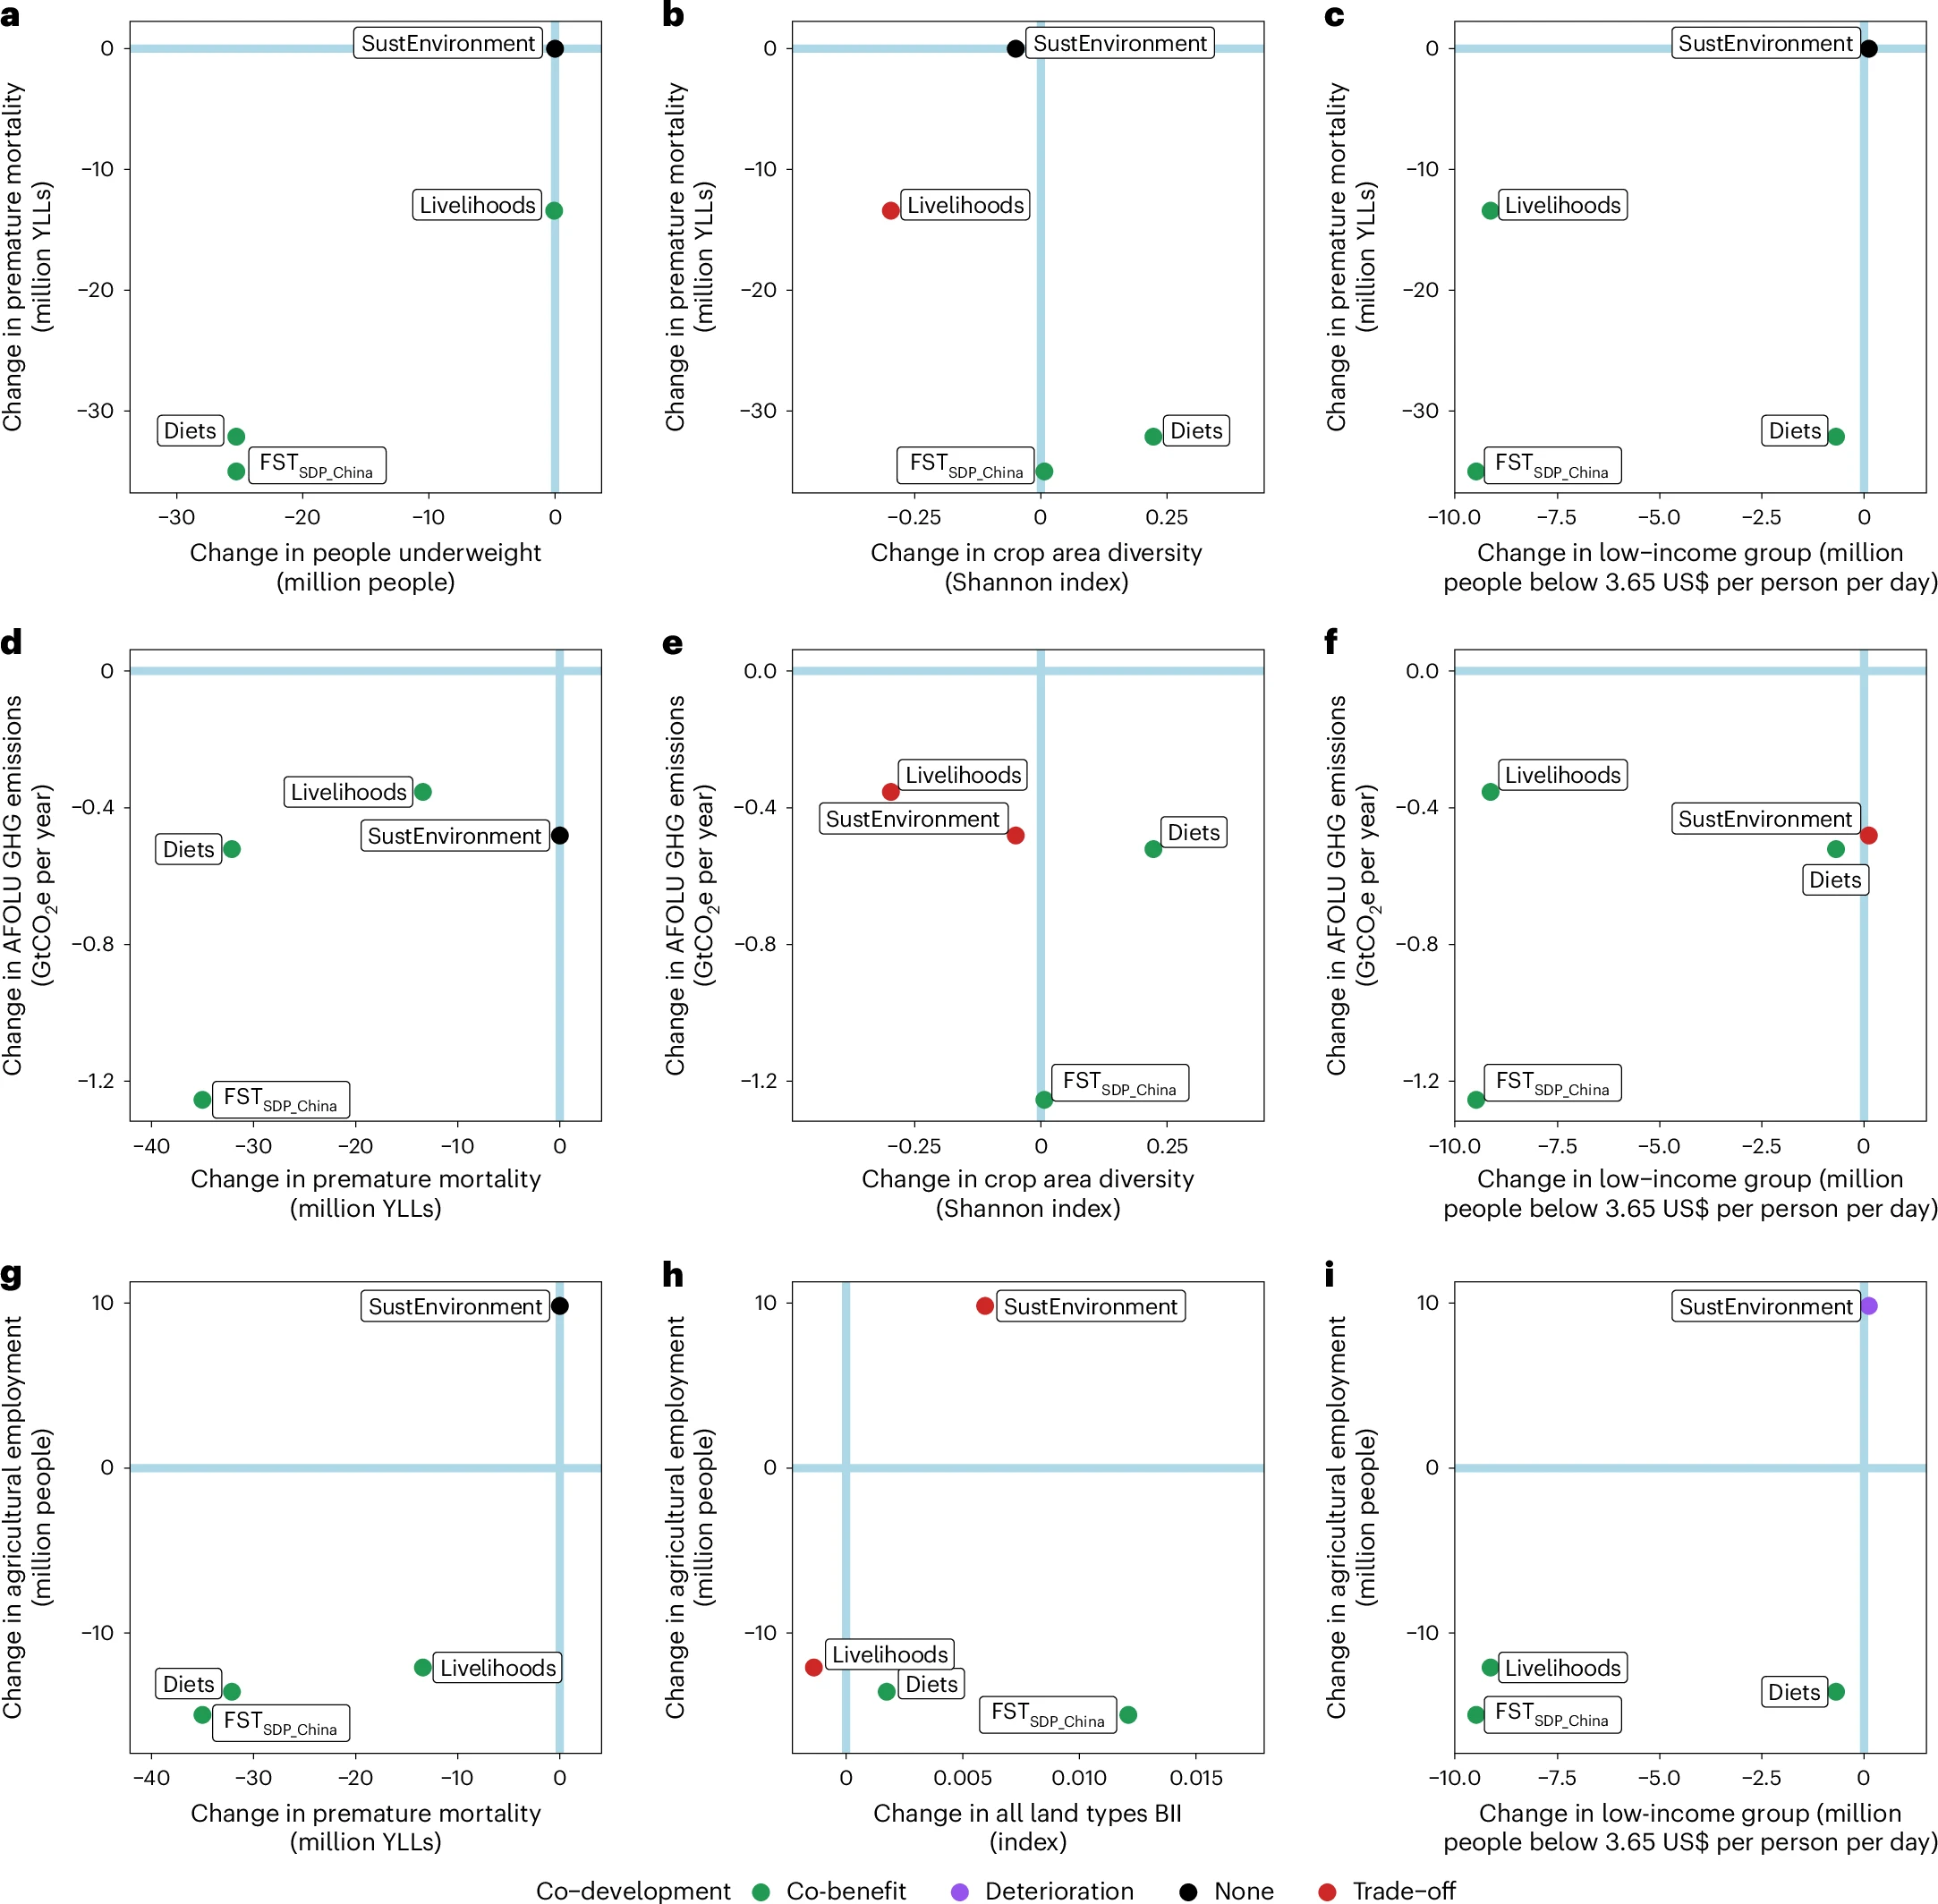 a
Change in premature mortality
(million YLLs)
0
−10
−20
−30
SustEnvironment
Livelihoods
Diets
FSTSDP_China
−30 −20 −10 0
Change in people underweight
(million people)
b
Change in premature mortality
(million YLLs)
0
−10
−20
−30
SustEnvironment
Livelihoods
Diets
FSTSDP_China
−0.25 0 0.25
Change in crop area diversity
(Shannon index)
c
Change in premature mortality
(million YLLs)
0
−10
−20
−30
SustEnvironment
Livelihoods
Diets
FSTSDP_China
−10.0 −7.5 −5.0 −2.5 0
Change in low−income group (million
people below 3.65 US$ per person per day)
d
Change in AFOLU GHG emissions
(GtCO2e per year)
0
−0.4
−0.8
−1.2
Livelihoods
SustEnvironment
Diets
FSTSDP_China
−40 −30 −20 −10 0
Change in premature mortality
(million YLLs)
e
Change in AFOLU GHG emissions
(GtCO2e per year)
0.0
−0.4
−0.8
−1.2
Livelihoods
SustEnvironment
Diets
FSTSDP_China
−0.25 0 0.25
Change in crop area diversity
(Shannon index)
f
Change in AFOLU GHG emissions
(GtCO2e per year)
0.0
−0.4
−0.8
−1.2
Livelihoods
SustEnvironment
Diets
FSTSDP_China
−10.0 −7.5 −5.0 −2.5 0
Change in low−income group (million
people below 3.65 US$ per person per day)
g
Change in agricultural employment
(million people)
10
0
−10
SustEnvironment
Livelihoods
Diets
FSTSDP_China
−40 −30 −20 −10 0
Change in premature mortality
(million YLLs)
h
Change in agricultural employment
(million people)
10
0
−10
SustEnvironment
Livelihoods
Diets
FSTSDP_China
0 0.005 0.010 0.015
Change in all land types BII
(index)
i
Change in agricultural employment
(million people)
10
0
−10
SustEnvironment
Livelihoods
Diets
FSTSDP_China
−10.0 −7.5 −5.0 −2.5 0
Change in low-income group (million
people below 3.65 US$ per person per day)
Co−development Co-benefit Deterioration None Trade−off